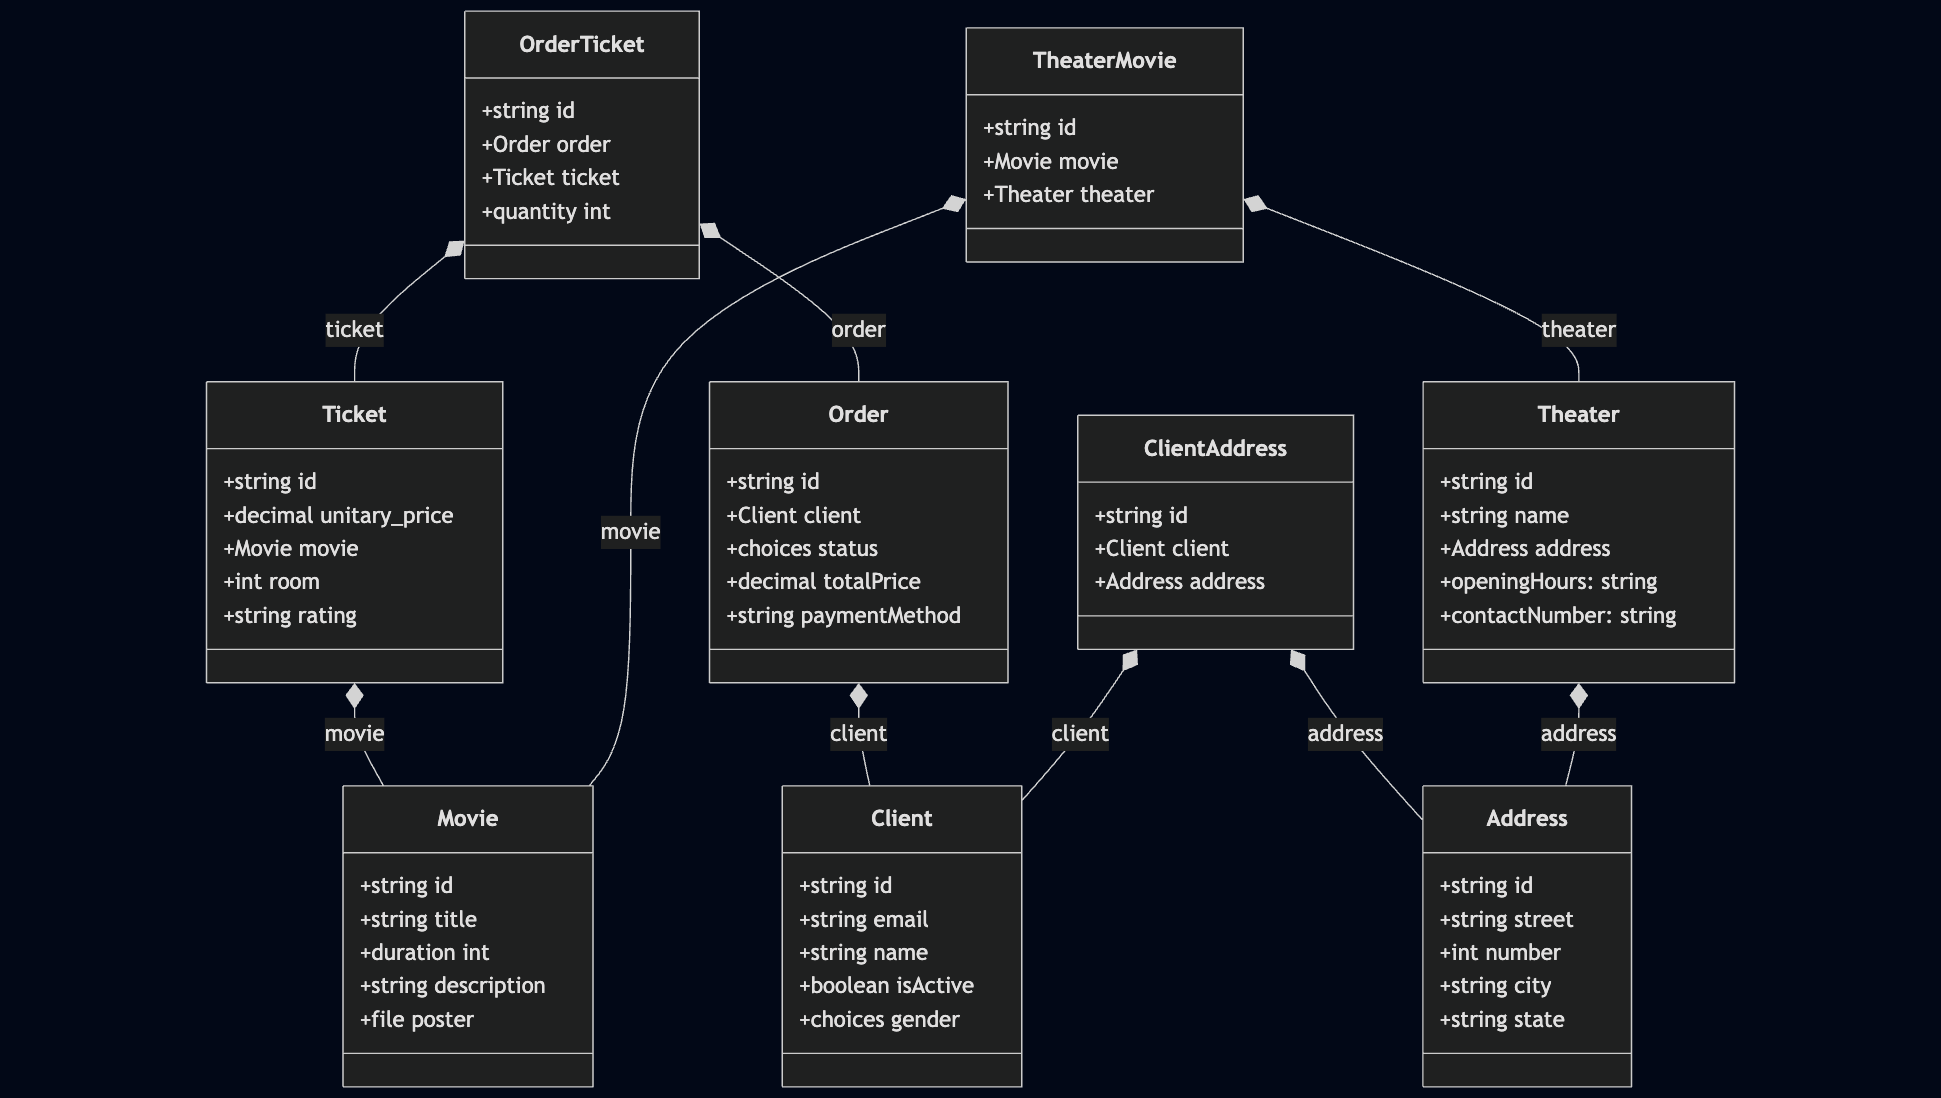 OrderTicket
+string id
+Order order
+Ticket ticket
+quantity int
TheaterMovie
+string id
+Movie movie
+Theater theater
ticket
order
theater
Ticket
+string id
+decimal unitary_price
+Movie movie
+int room
+string rating
movie
Order
+string id
+Client client
+choices status
+decimal totalPrice
+string paymentMethod
ClientAddress
+string id
+Client client
+Address address
Theater
+string id
+string name
+Address address
+openingHours: string
+contactNumber: string
movie
client
client
address
address
Movie
+string id
+string title
+duration int
+string description
+file poster
Client
+string id
+string email
+string name
+boolean isActive
+choices gender
Address
+string id
+string street
+int number
+string city
+string state